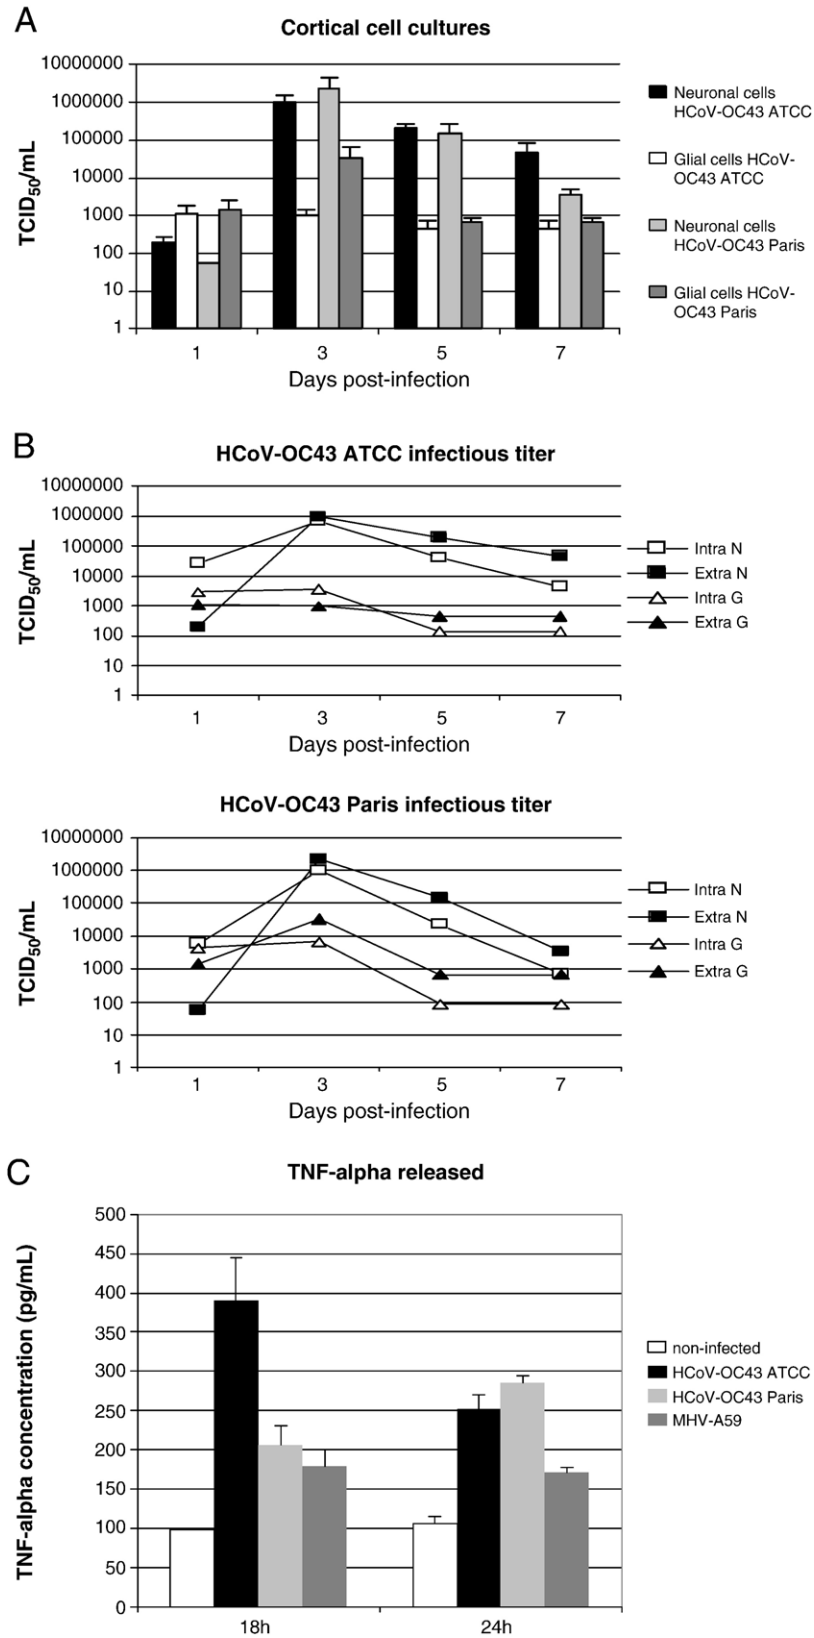 A
Cortical cell cultures
10000000
1000000
100000
10000
1000
100
10
1
TCID50/mL
1 3 5 7
Days post-infection
Neuronal cells
HCoV-OC43 ATCC
Glial cells HCoV-
OC43 ATCC
Neuronal cells
HCoV-OC43 Paris
Glial cells HCoV-
OC43 Paris
B
HCoV-OC43 ATCC infectious titer
10000000
1000000
100000
10000
1000
100
10
1
TCID50/mL
1 3 5 7
Days post-infection
Intra N
Extra N
Intra G
Extra G
HCoV-OC43 Paris infectious titer
10000000
1000000
100000
10000
1000
100
10
1
TCID50/mL
1 3 5 7
Days post-infection
Intra N
Extra N
Intra G
Extra G
C
TNF-alpha released
500
450
400
350
300
250
200
150
100
50
0
TNF-alpha concentration (pg/mL)
18h 24h
non-infected
HCoV-OC43 ATCC
HCoV-OC43 Paris
MHV-A59